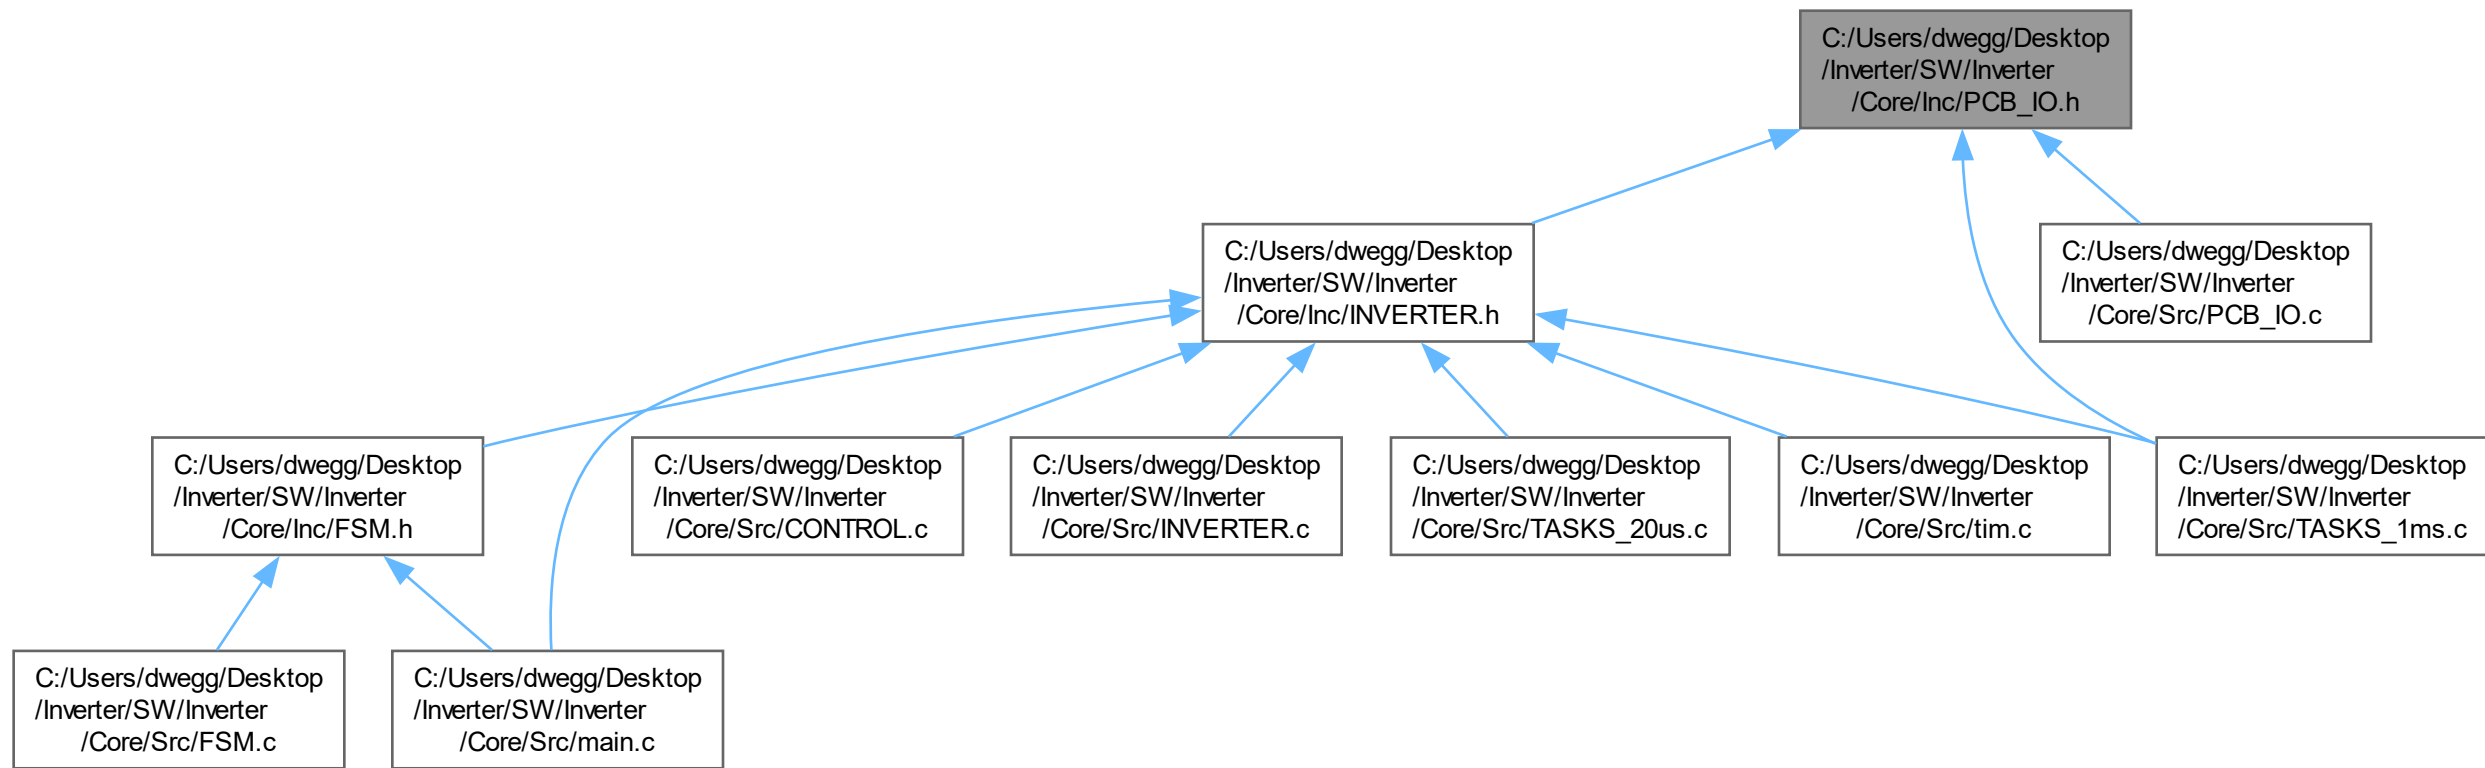 C:/Users/dwegg/Desktop
/Inverter/SW/Inverter
/Core/Inc/PCB_IO.h
C:/Users/dwegg/Desktop
/Inverter/SW/Inverter
/Core/Inc/INVERTER.h
C:/Users/dwegg/Desktop
/Inverter/SW/Inverter
/Core/Src/PCB_IO.c
C:/Users/dwegg/Desktop
/Inverter/SW/Inverter
/Core/Inc/FSM.h
C:/Users/dwegg/Desktop
/Inverter/SW/Inverter
/Core/Src/CONTROL.c
C:/Users/dwegg/Desktop
/Inverter/SW/Inverter
/Core/Src/INVERTER.c
C:/Users/dwegg/Desktop
/Inverter/SW/Inverter
/Core/Src/TASKS_20us.c
C:/Users/dwegg/Desktop
/Inverter/SW/Inverter
/Core/Src/tim.c
C:/Users/dwegg/Desktop
/Inverter/SW/Inverter
/Core/Src/TASKS_1ms.c
C:/Users/dwegg/Desktop
/Inverter/SW/Inverter
/Core/Src/FSM.c
C:/Users/dwegg/Desktop
/Inverter/SW/Inverter
/Core/Src/main.c